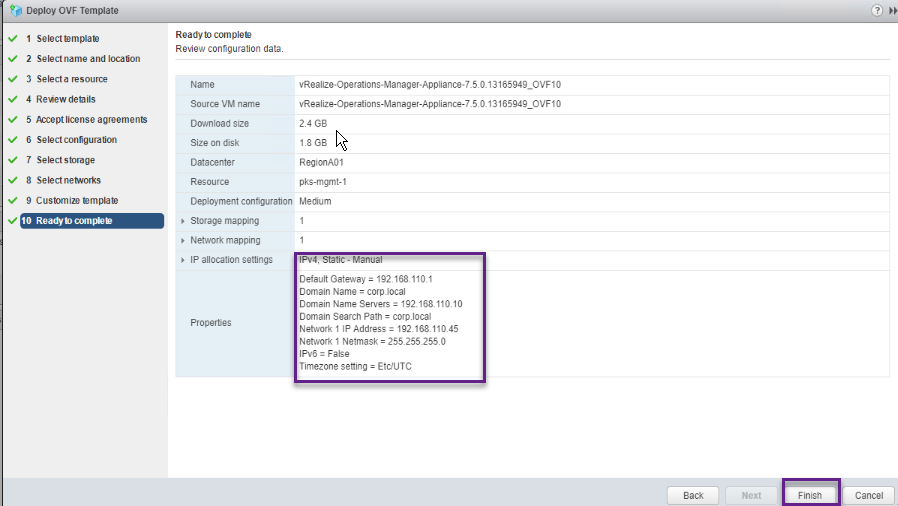 Deploy OVF Template
1 Select template
2 Select name and location
3 Select a resource
4 Review details
5 Accept license agreements
6 Select configuration
7 Select storage
8 Select networks
9 Customize template
10 Ready to complete
Ready to complete
Review configuration data.
Name vRealize-Operations-Manager-Appliance-7.5.0.13165949_OVF10
Source VM name vRealize-Operations-Manager-Appliance-7.5.0.13165949_OVF10
Download size 2.4 GB
Size on disk 1.8 GB
Datacenter RegionA01
Resource pks-mgmt-1
Deployment configuration Medium
Storage mapping 1
Network mapping 1
IP allocation settings IPv4, Static - Manual
Properties
Default Gateway = 192.168.110.1
Domain Name = corp.local
Domain Name Servers = 192.168.110.10
Domain Search Path = corp.local
Network 1 IP Address = 192.168.110.45
Network 1 Netmask = 255.255.255.0
IPv6 = False
Timezone setting = Etc/UTC
Back Next Finish Cancel